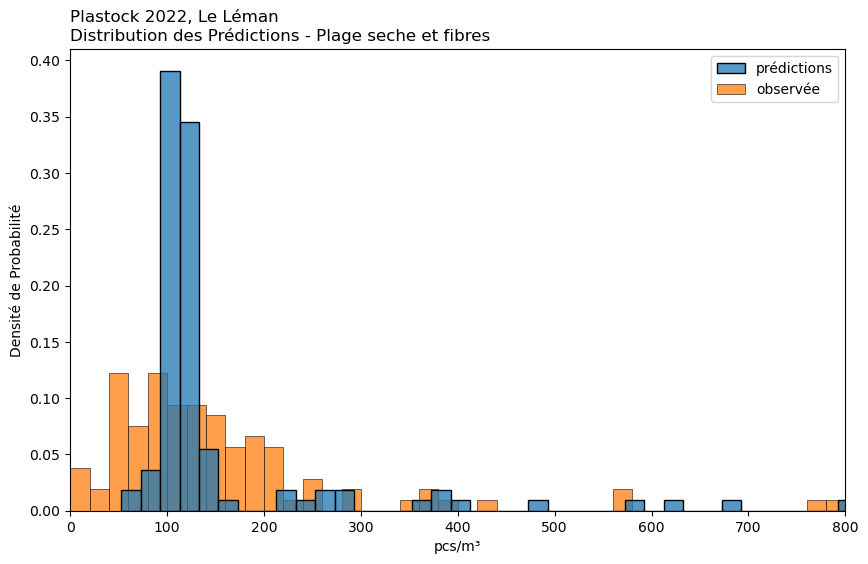 Plastock 2022, Le Léman
Distribution des Prédictions - Plage seche et fibres
prédictions
observée
0.40
0.35
0.30
0.25
0.20
0.15
0.10
0.05
0.00
Densité de Probabilité
0 100 200 300 400 500 600 700 800
pcs/m³